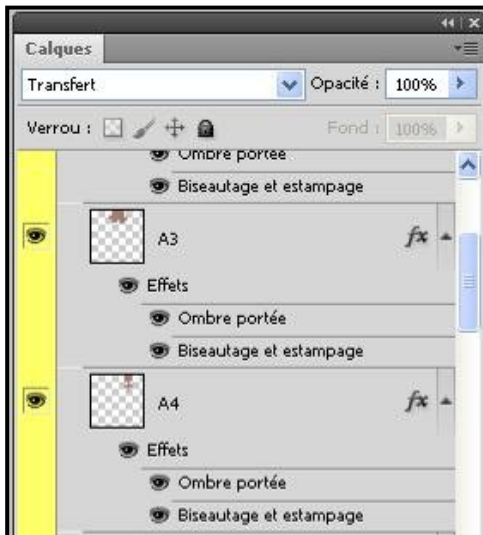 Calques
Transfert Opacité : 100%
Verrou : Fond : 100%
Ombre portée
Biseautage et estampage
A3 fx
Effets
Ombre portée
Biseautage et estampage
A4 fx
Effets
Ombre portée
Biseautage et estampage